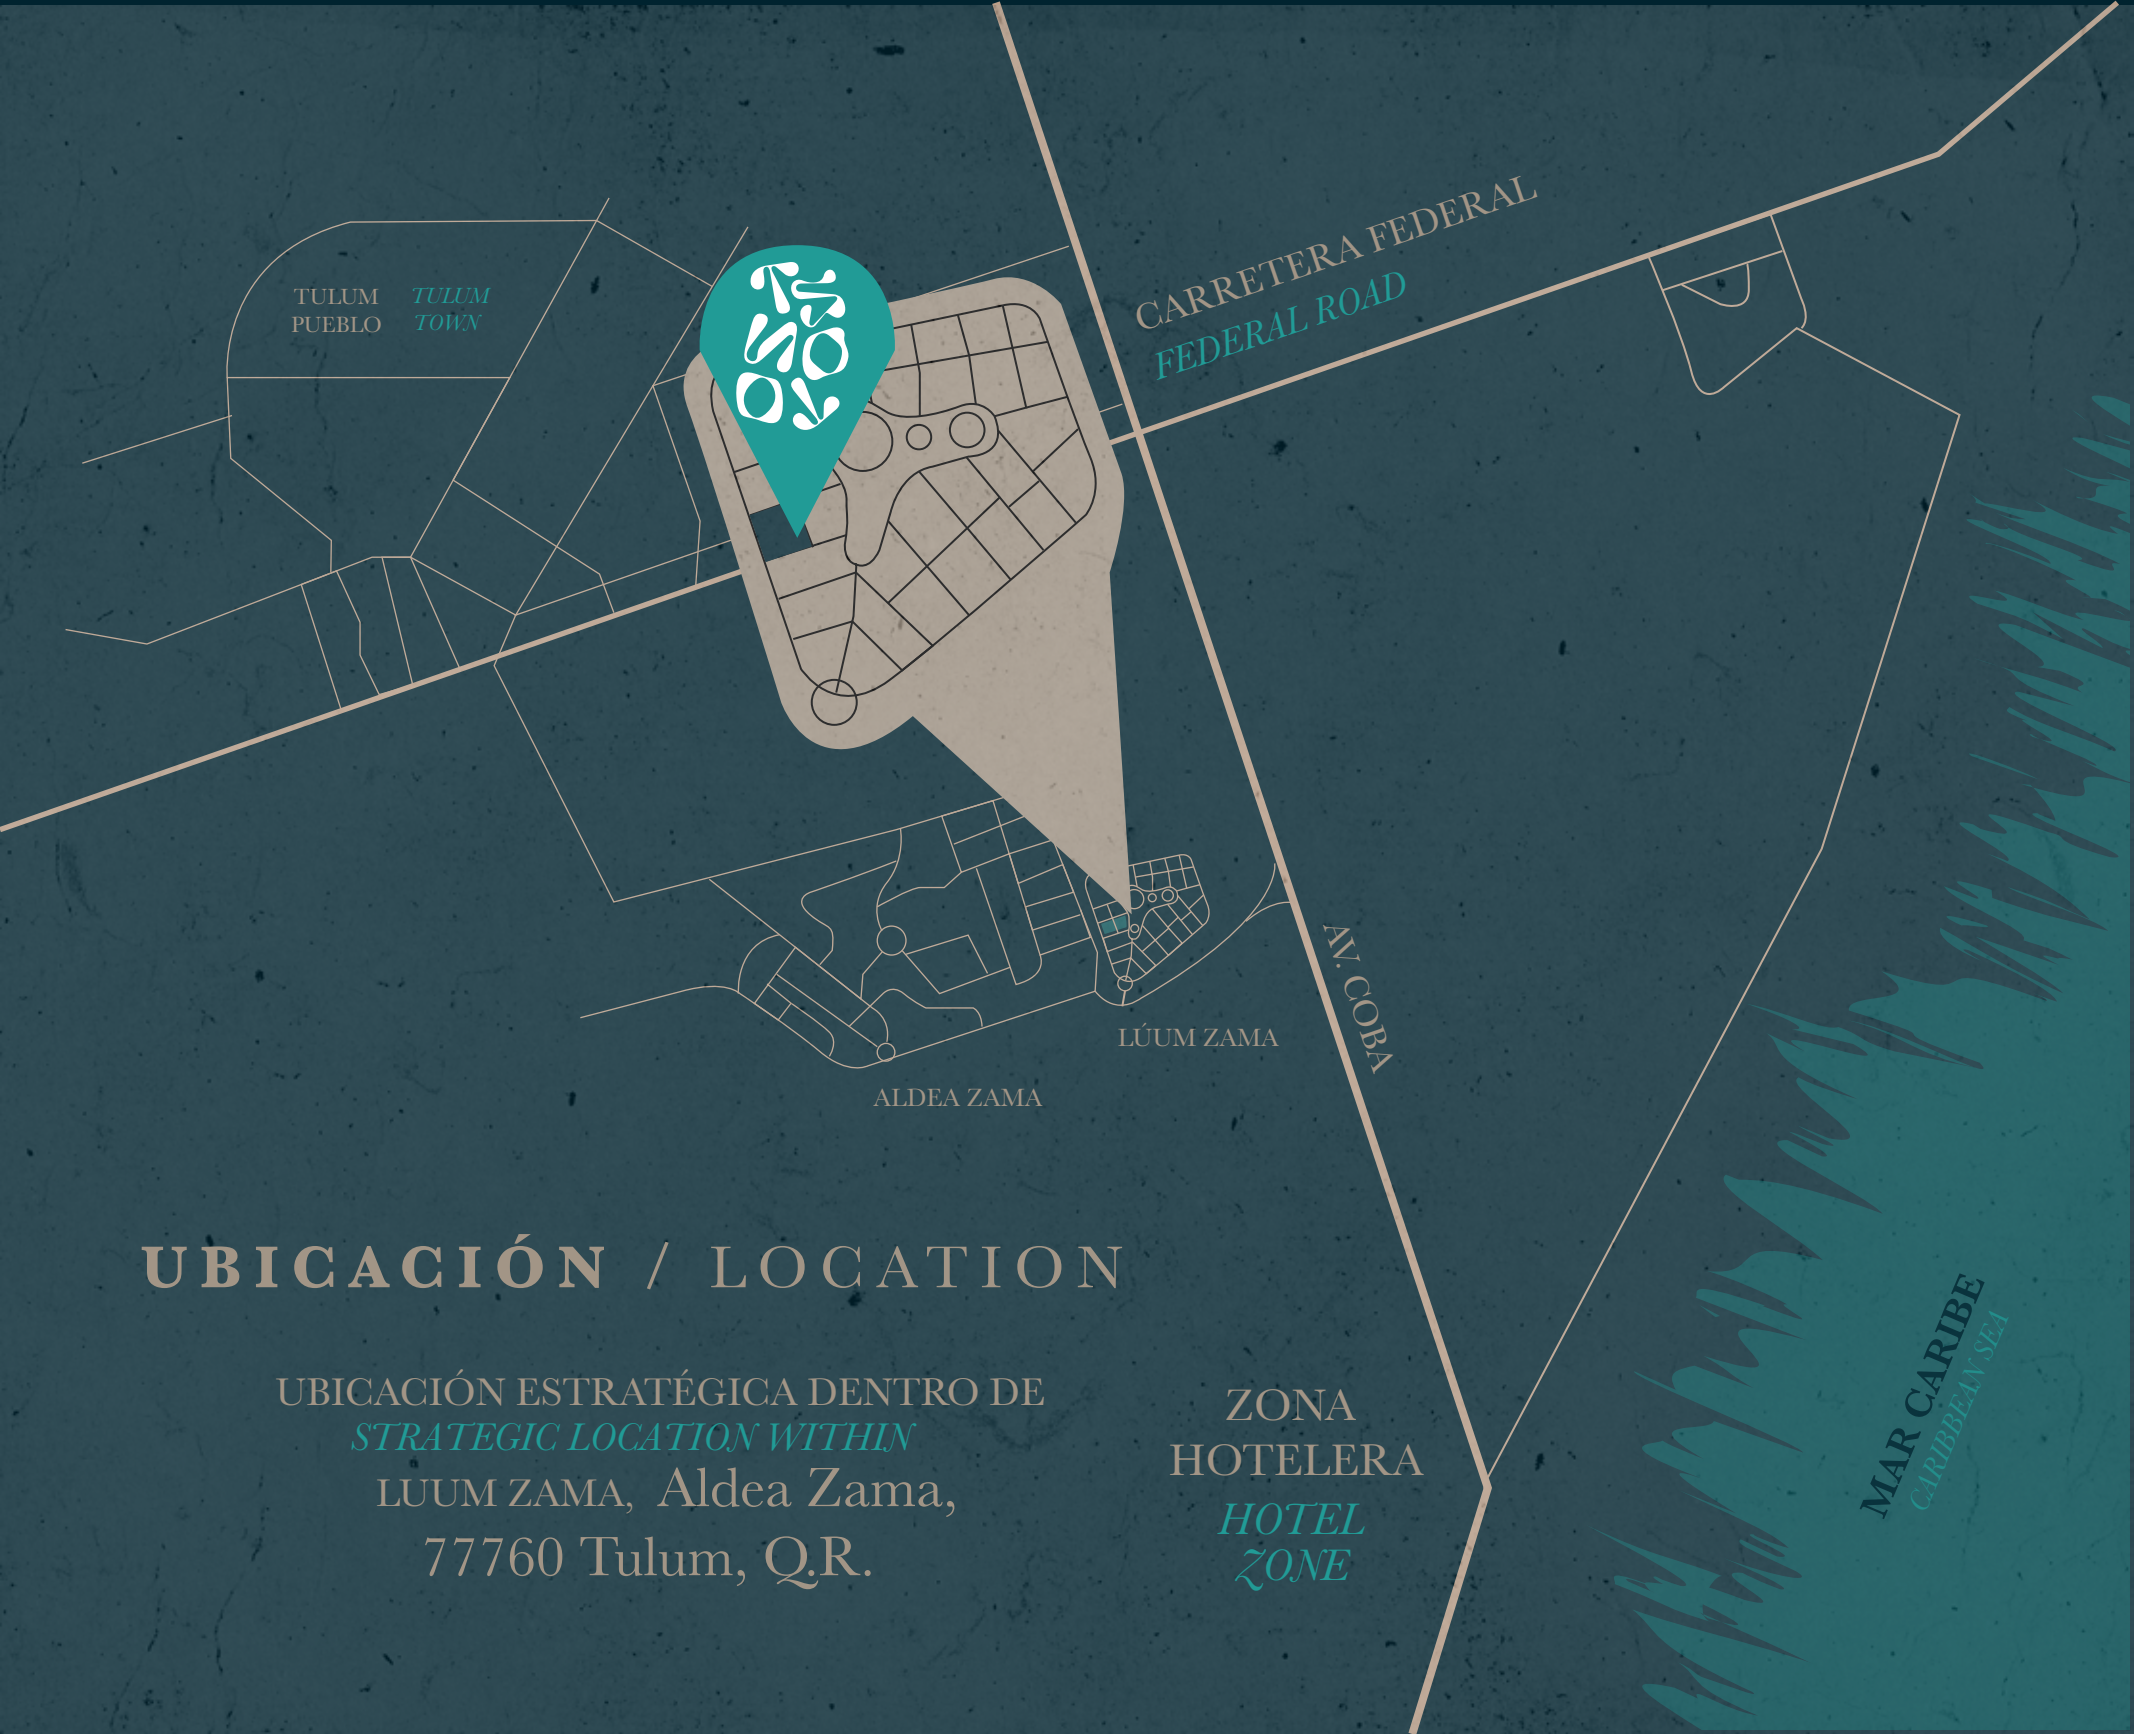 TULUM
PUEBLO
TULUM
TOWN
CARRETERA FEDERAL
FEDERAL ROAD
AV. COBA
LÚUM ZAMA
ALDEA ZAMA
UBICACIÓN / LOCATION
UBICACIÓN ESTRATÉGICA DENTRO DE
STRATEGIC LOCATION WITHIN
LUUM ZAMA, Aldea Zama,
77760 Tulum, Q.R.
ZONA
HOTELERA
HOTEL
ZONE
MAR CARIBE
CARIBBEAN SEA